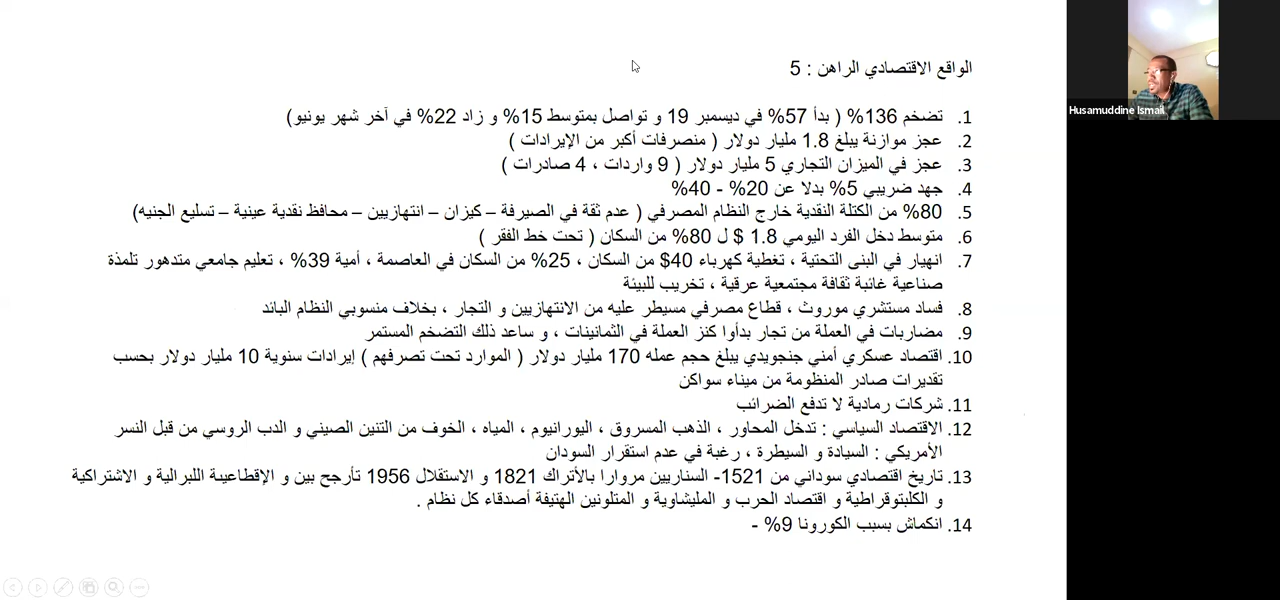 الواقع الاقتصادي الراهن : 5
1. تضخم 136% ( بدأ 57% في ديسمبر 19 و تواصل بمتوسط 15% و زاد 22% في آخر شهر يونيو)
2. عجز موازنة يبلغ 1.8 مليار دولار ( منصرفات أكبر من الإيرادات )
3. عجز في الميزان التجاري 5 مليار دولار ( 9 واردات ، 4 صادرات )
4. جهد ضريبي 5% بدلا عن 20% - 40%
5. 80% من الكتلة النقدية خارج النظام المصرفي ( عدم ثقة في الصيرفة – كيزان – انتهازيين – محافظ نقدية عينية – تسليع الجنيه)
6. متوسط دخل الفرد اليومي 1.8 $ ل 80% من السكان ( تحت خط الفقر )
7. انهيار في البنى التحتية ، تغطية كهرباء 40$ من السكان ، 25% من السكان في العاصمة ، أمية 39% ، تعليم جامعي متدهور تلمذة
صناعية غائبة ثقافة مجتمعية عرقية ، تخريب للبيئة
8. فساد مستشري موروث ، قطاع مصرفي مسيطر عليه من الانتهازيين و التجار ، بخلاف منسوبي النظام البائد
9. مضاربات في العملة من تجار بدأوا كنز العملة في الثمانينات ، و ساعد ذلك التضخم المستمر
10. اقتصاد عسكري أمني جنجويدي يبلغ حجم عمله 170 مليار دولار ( الموارد تحت تصرفهم ) إيرادات سنوية 10 مليار دولار بحسب
تقديرات صادر المنظومة من ميناء سواكن
11. شركات رمادية لا تدفع الضرائب
12. الاقتصاد السياسي : تدخل المحاور ، الذهب المسروق ، اليورانيوم ، المياه ، الخوف من التنين الصيني و الدب الروسي من قبل النسر
الأمريكي : السيادة و السيطرة ، رغبة في عدم استقرار السودان
13. تاريخ اقتصادي سوداني من 1521- السناريين مروارا بالأتراك 1821 و الاستقلال 1956 تأرجح بين و الإقطاعيىة اللبرالية و الاشتراكية
و الكلبتوقراطية و اقتصاد الحرب و المليشاوية و المتلونين الهتيفة أصدقاء كل نظام .
14. انكماش بسبب الكورونا 9% -
Husamuddine Ismail